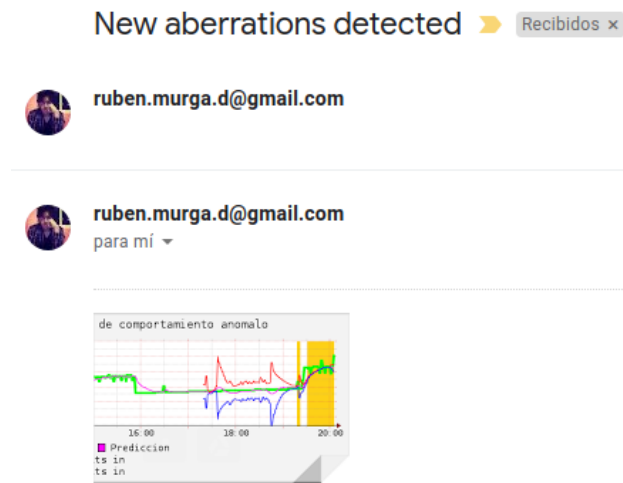 New aberrations detected Recibidos ×
ruben.murga.d@gmail.com
ruben.murga.d@gmail.com
para mí
de comportamiento anomalo
16:00 18:00 20:00
Prediccion
ts in
ts in